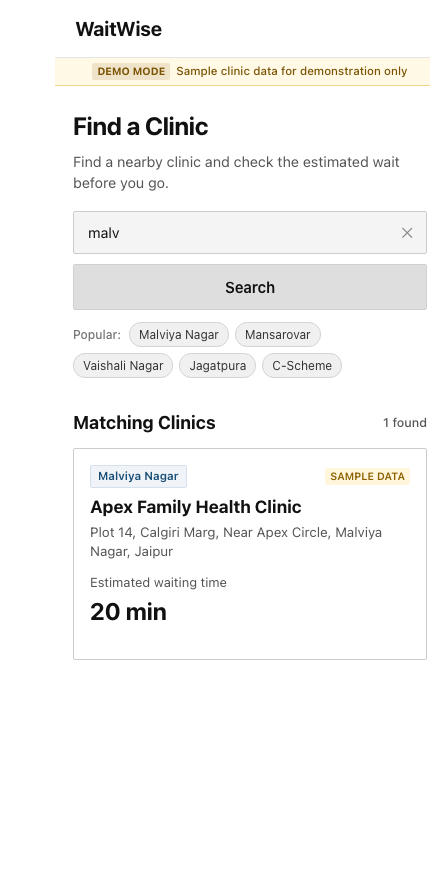 WaitWise
DEMO MODE Sample clinic data for demonstration only
Find a Clinic
Find a nearby clinic and check the estimated wait
before you go.
malv
Search
Popular: Malviya Nagar Mansarovar
Vaishali Nagar Jagatpura C-Scheme
Matching Clinics 1 found
Malviya Nagar SAMPLE DATA
Apex Family Health Clinic
Plot 14, Calgiri Marg, Near Apex Circle, Malviya
Nagar, Jaipur
Estimated waiting time
20 min